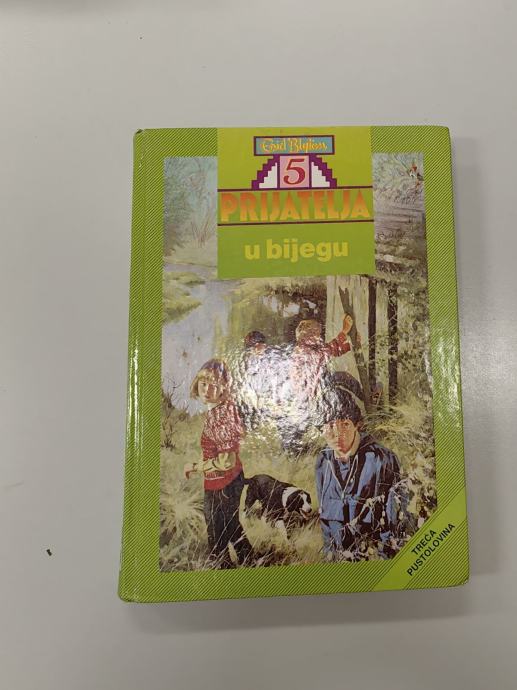 Enid Blyton
5
PRIJATELJA
u bijegu
TREĆA
PUSTOLOVINA